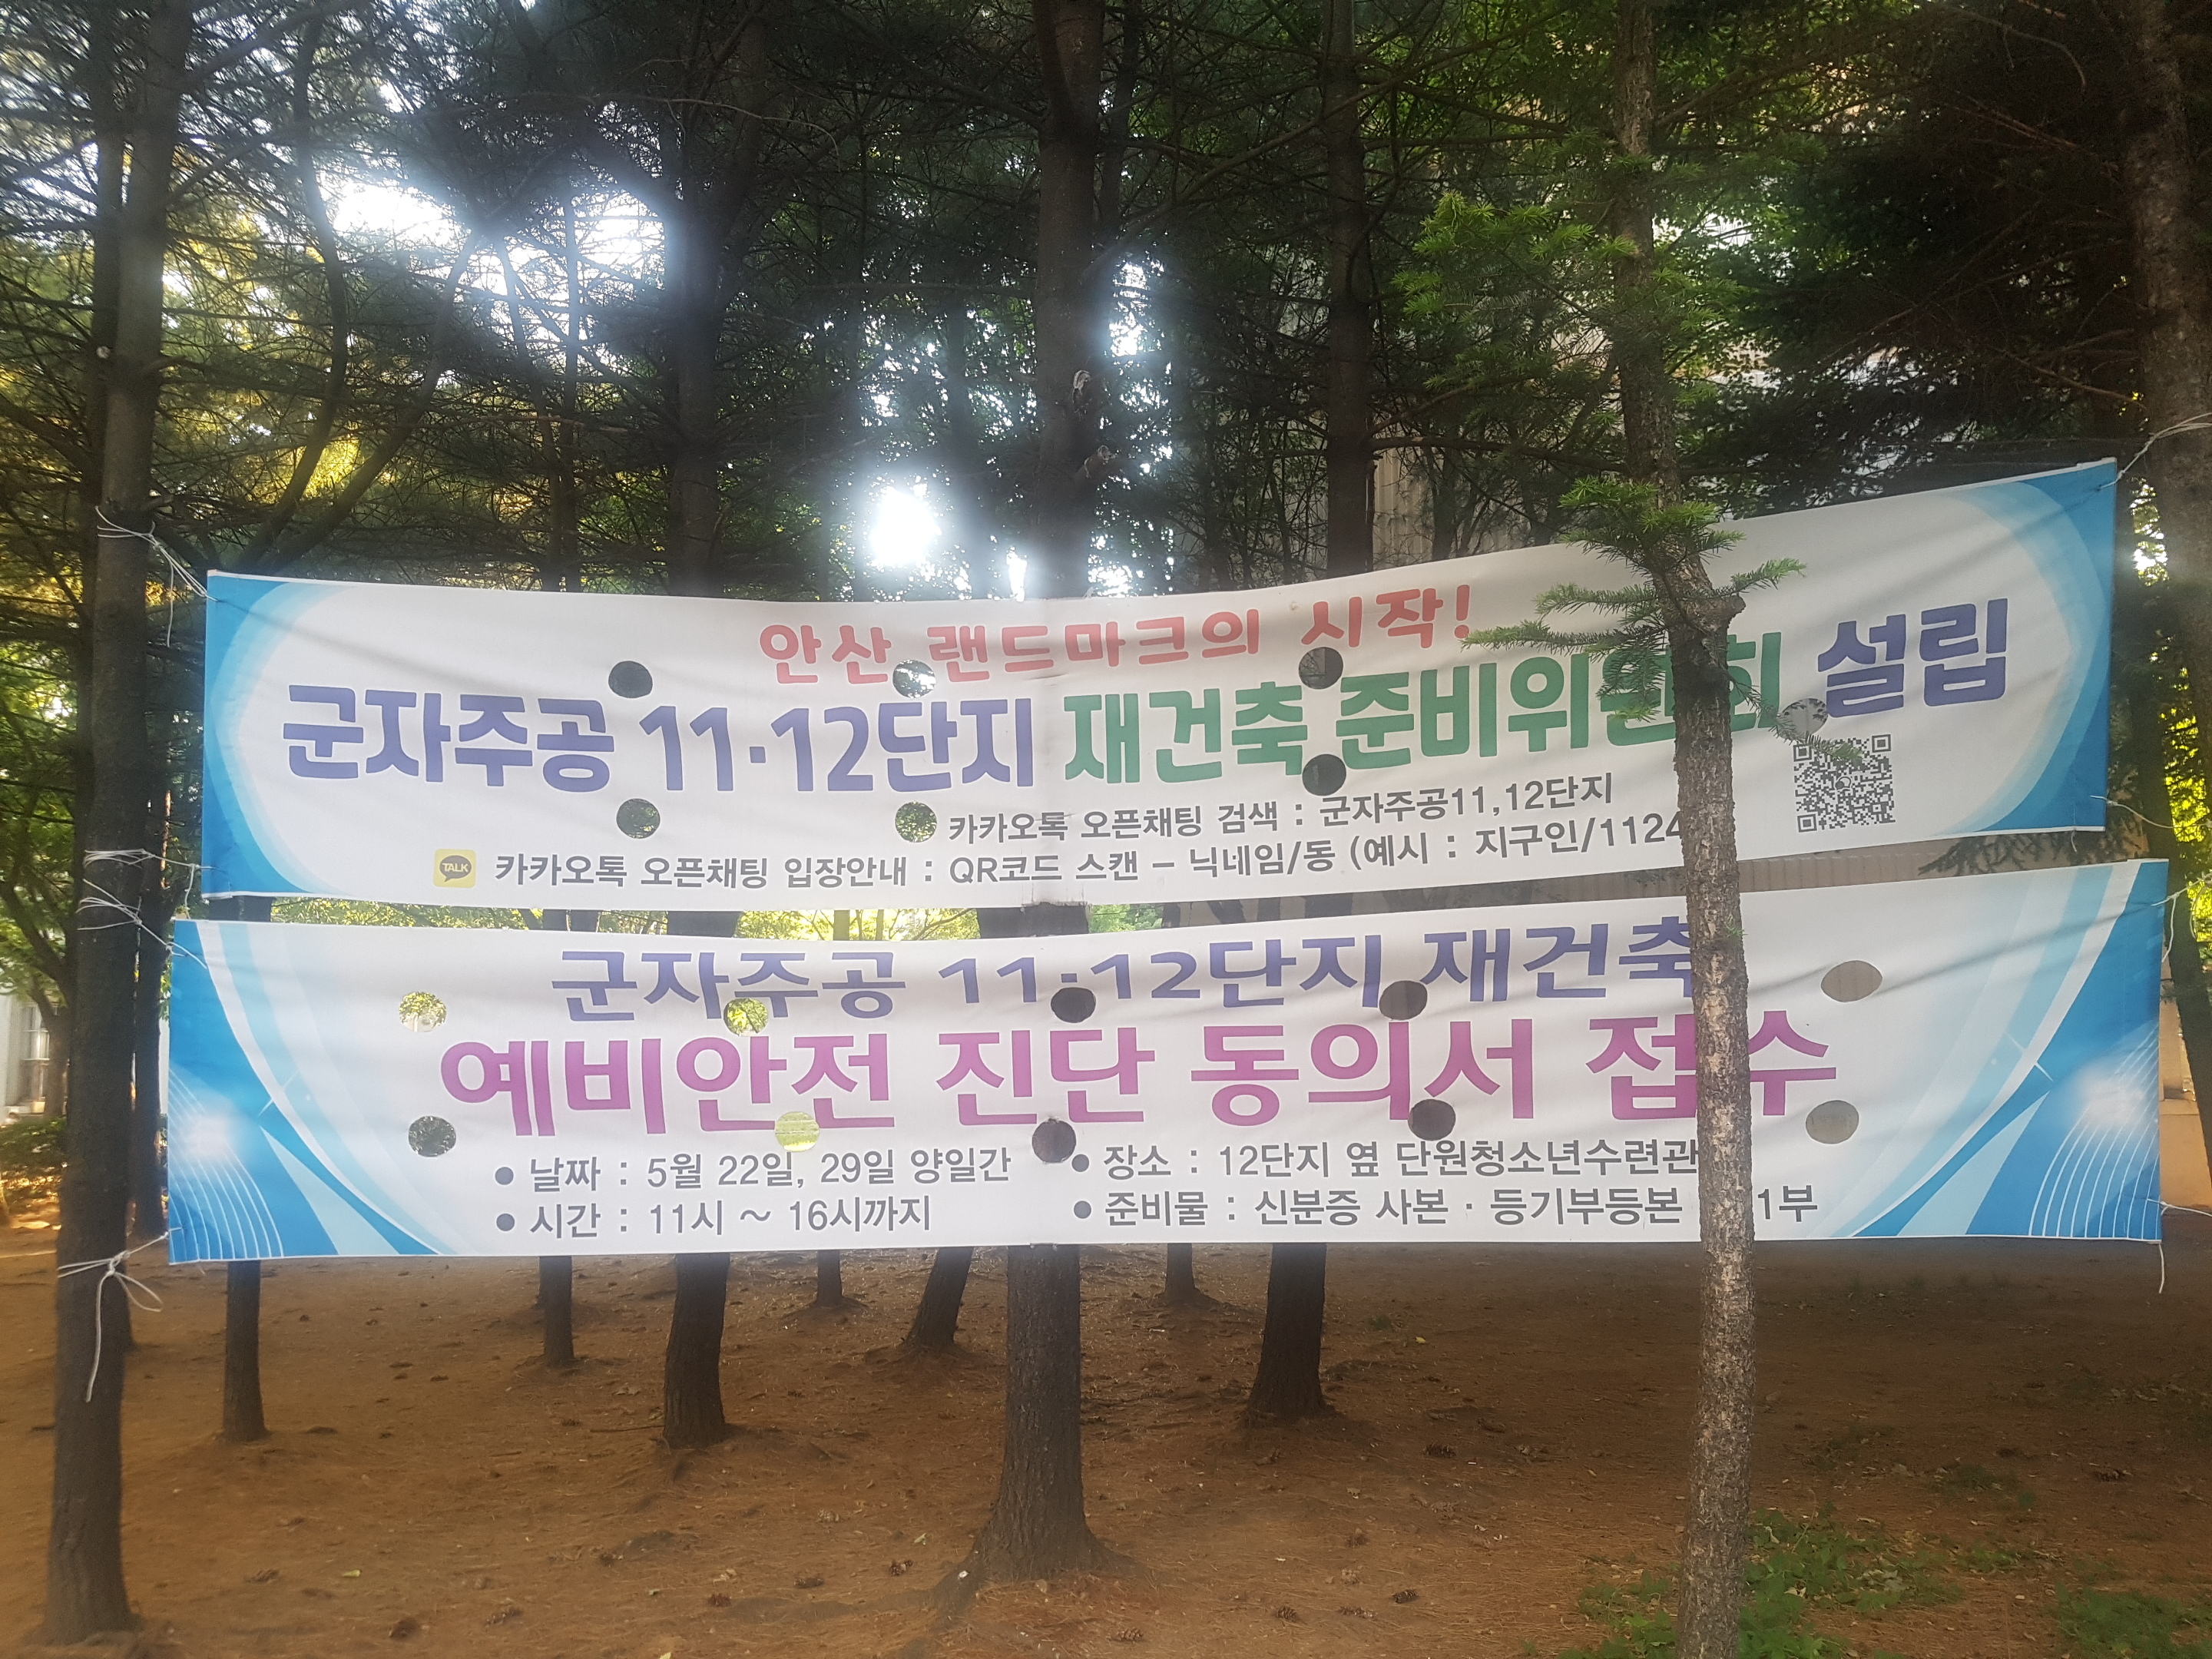 안산 랜드마크의 시작!
군자주공 11·12단지 재건축 준비위원회 설립
카카오톡 오픈채팅 검색 : 군자주공11,12단지
TALK 카카오톡 오픈채팅 입장안내 : QR코드 스캔 – 닉네임/동 (예시 : 지구인/1124
군자주공 11·12단지 재건축
예비안전 진단 동의서 접수
● 날짜 : 5월 22일, 29일 양일간 ● 장소 : 12단지 옆 단원청소년수련관
● 시간 : 11시 ~ 16시까지 ● 준비물 : 신분증 사본 · 등기부등본 1부